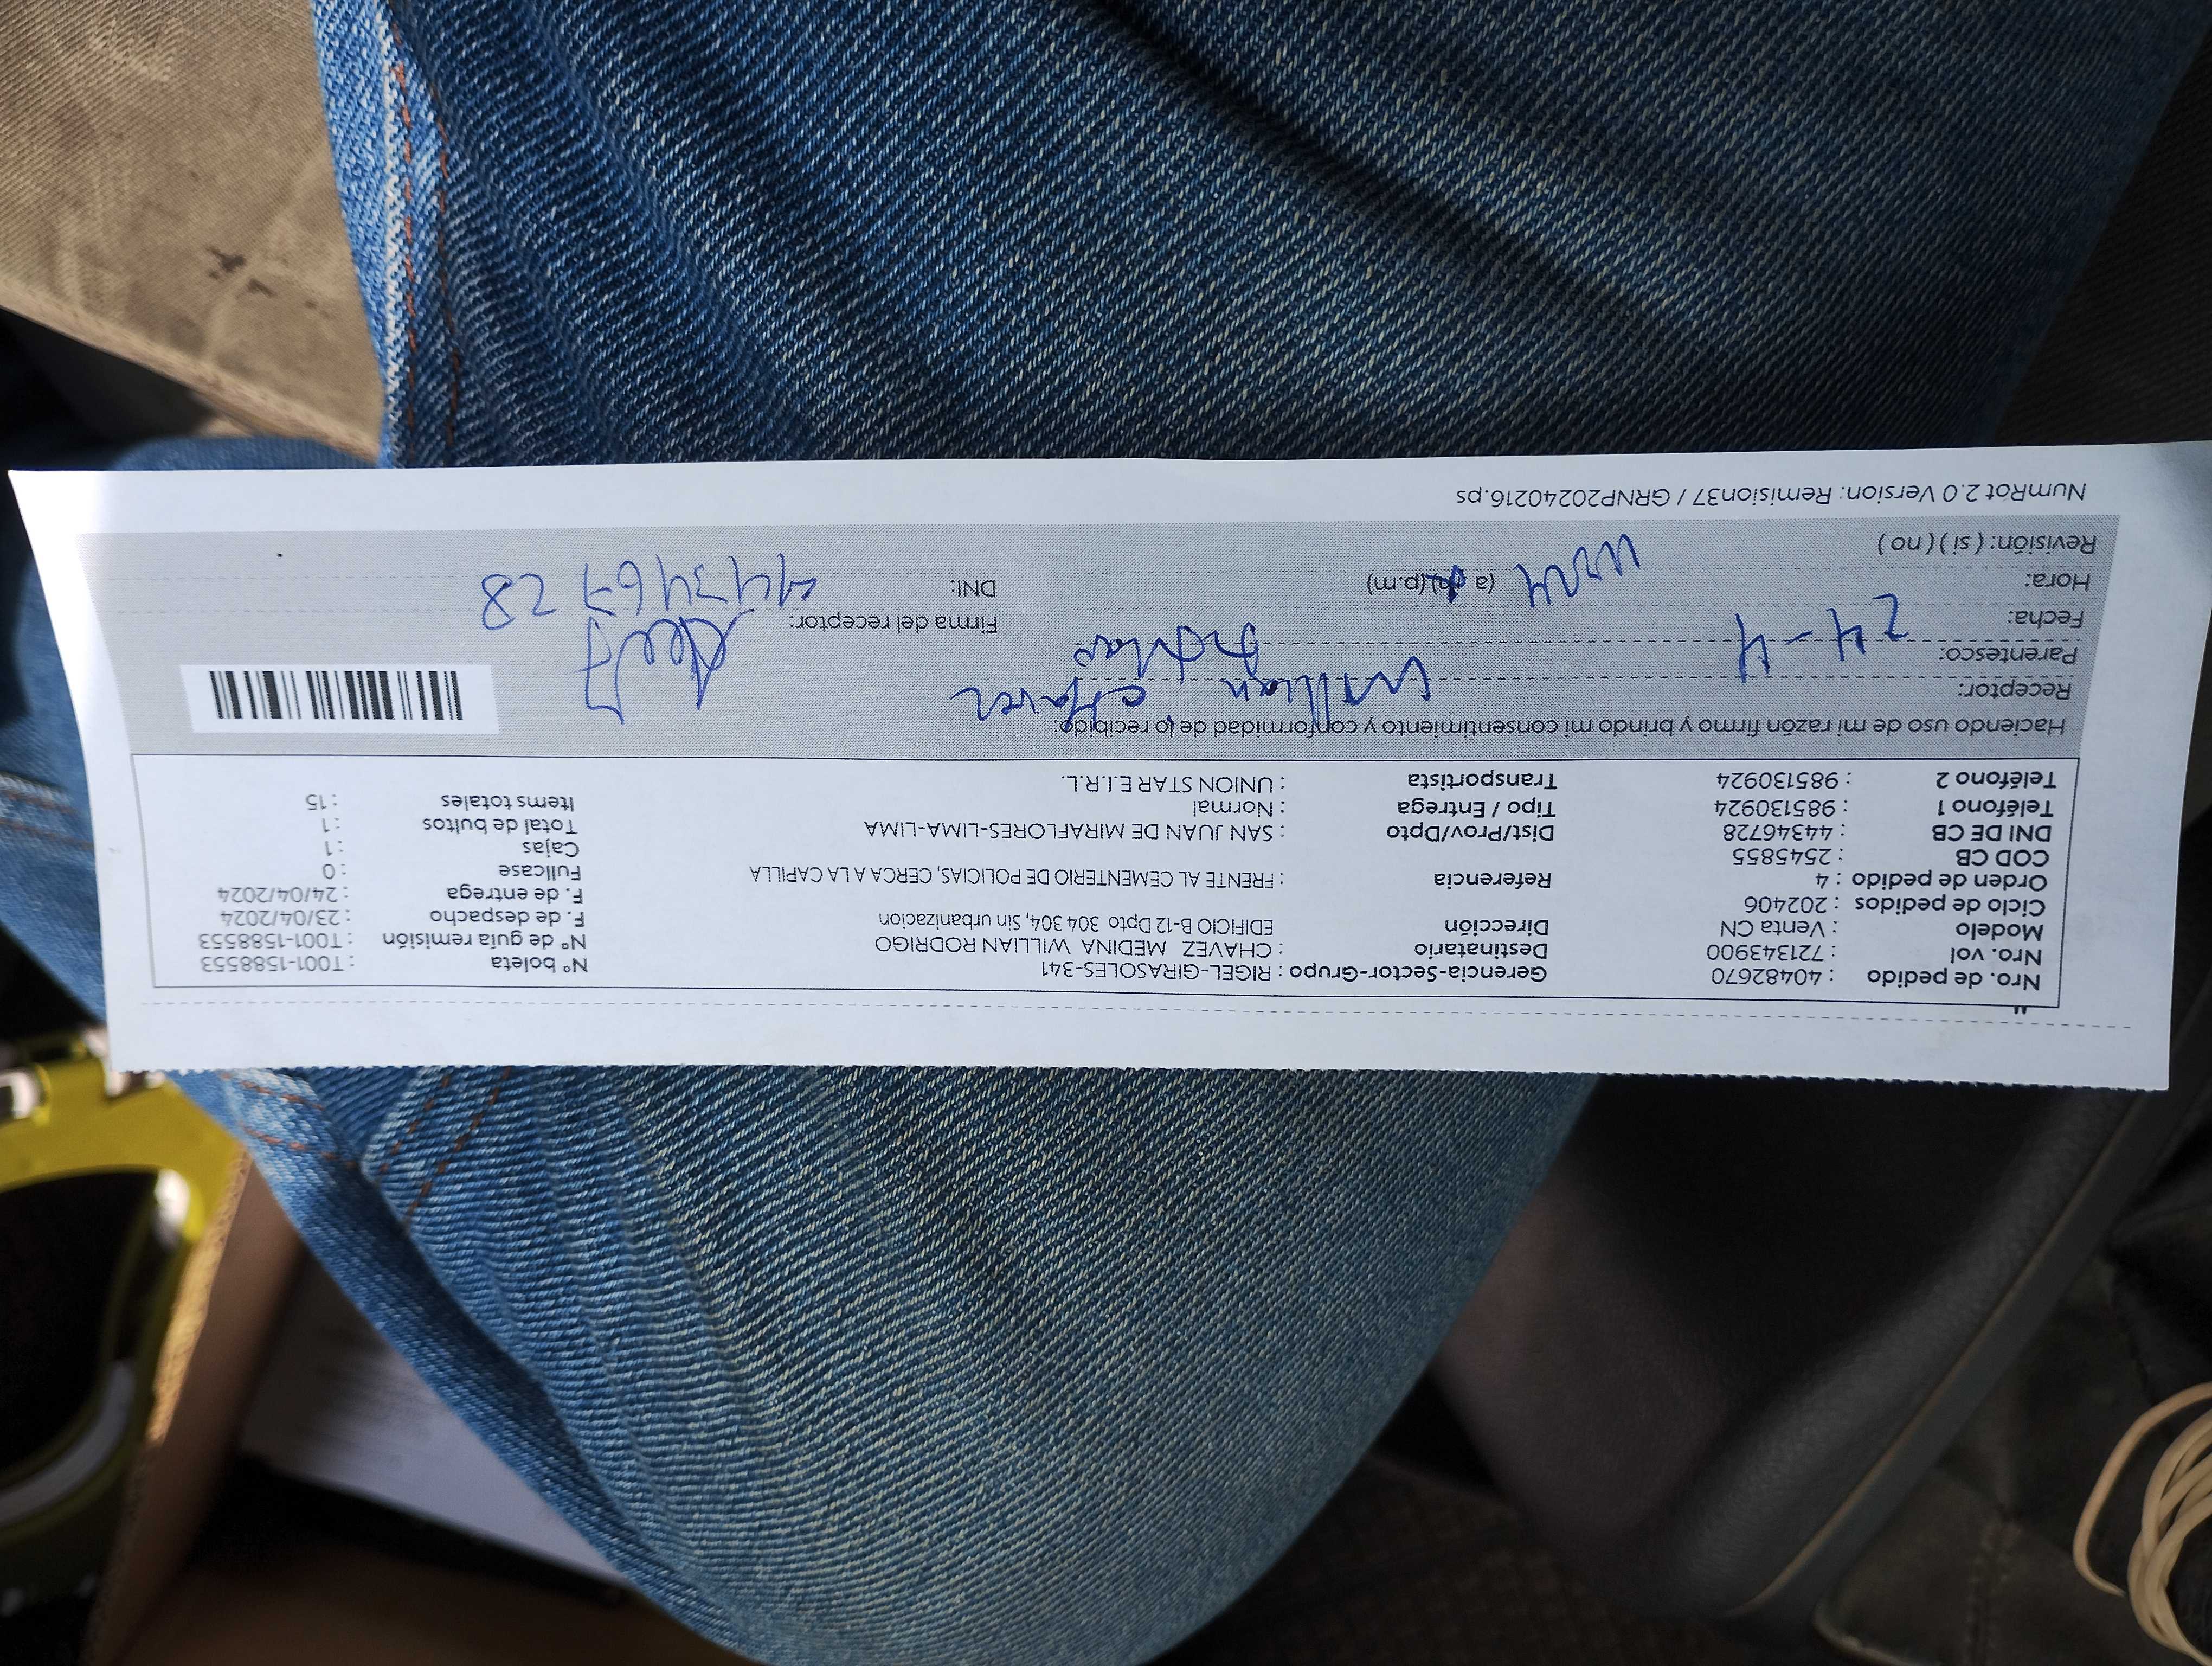 Nro. de pedido : 40482670 Gerencia-Sector-Grupo : RIGEL-GIRASOLES-341 Nº boleta : T001-1588553
Nro. vol : 721343900 Destinatario : CHAVEZ MEDINA WILLIAN RODRIGO Nº de guía remisión : T001-1588553
Modelo : Venta CN Dirección EDIFICIO B-12 Dpto 304 304, Sin urbanizacion F. de despacho : 23/04/2024
Ciclo de pedidos : 202406 F. de entrega : 24/04/2024
Orden de pedido : 4 Referencia : FRENTE AL CEMENTERIO DE POLICIAS, CERCA A LA CAPILLA Fullcase : 0
COD CB : 2545855 Cajas : 1
DNI DE CB : 44346728 Dist/Prov/Dpto : SAN JUAN DE MIRAFLORES-LIMA-LIMA Total de bultos : 1
Teléfono 1 : 985130924 Tipo / Entrega : Normal Items totales : 15
Teléfono 2 : 985130924 Transportista : UNION STAR E.I.R.L.
Haciendo uso de mi razón firmo y brindo mi consentimiento y conformidad de lo recibido:
Receptor: Willian Chavez
Parentesco:
Fecha: 24-4 Firma del receptor:
Hora: (a.m)(p.m) DNI: 44346728
Revisión: ( si ) ( no )
NumRot 2.0 Version: Remision37 / GRNP20240216.ps